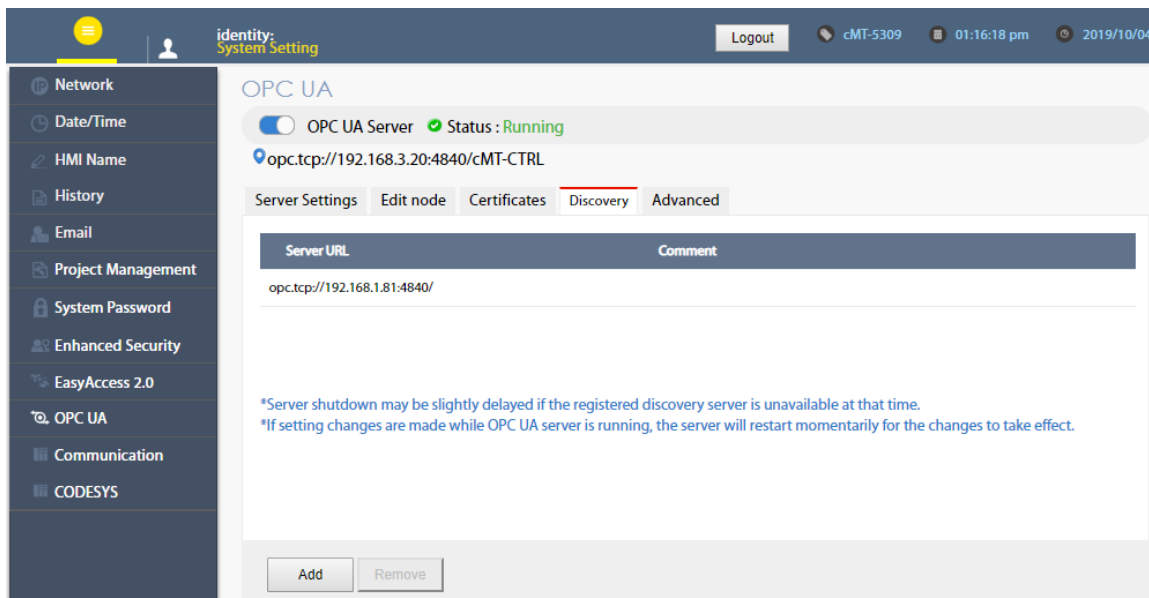 identity:
System Setting
Logout
cMT-5309
01:16:18 pm
2019/10/04
Network
Date/Time
HMI Name
History
Email
Project Management
System Password
Enhanced Security
EasyAccess 2.0
OPC UA
Communication
CODESYS
OPC UA
OPC UA Server Status : Running
opc.tcp://192.168.3.20:4840/cMT-CTRL
Server Settings Edit node Certificates Discovery Advanced
Server URL Comment
opc.tcp://192.168.1.81:4840/
*Server shutdown may be slightly delayed if the registered discovery server is unavailable at that time.
*If setting changes are made while OPC UA server is running, the server will restart momentarily for the changes to take effect.
Add Remove